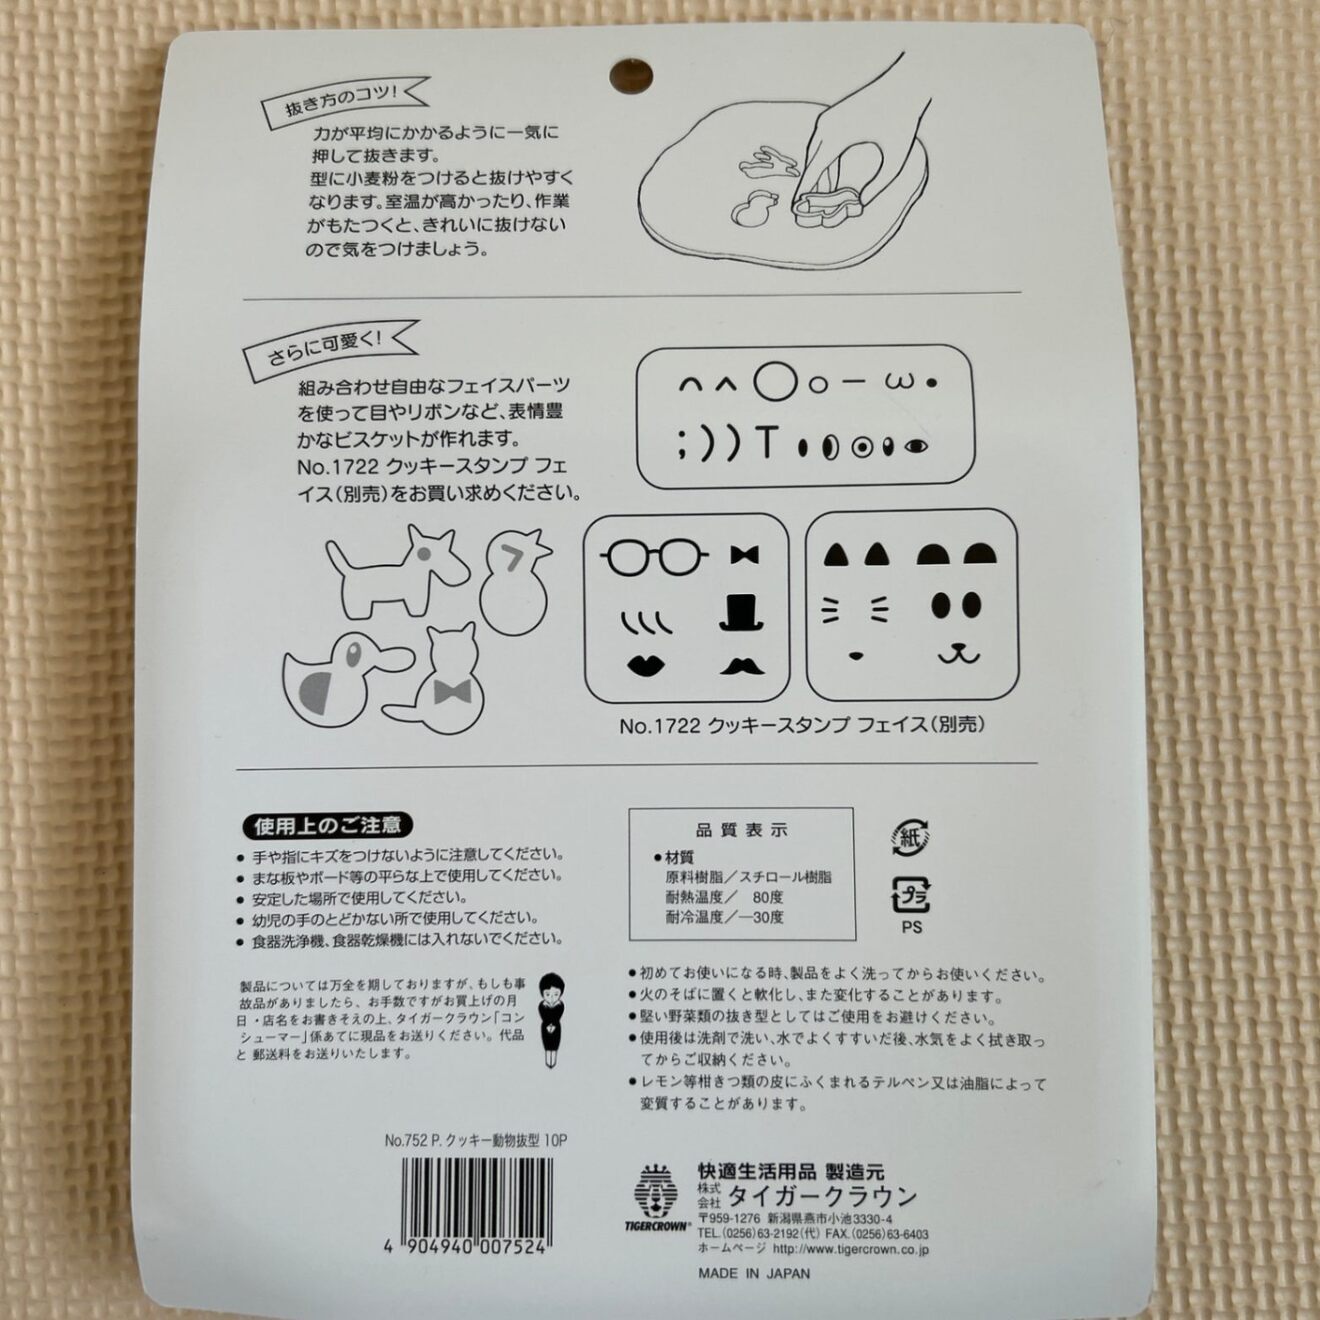 抜き方のコツ!
力が平均にかかるように一気に
押して抜きます。
型に小麦粉をつけると抜けやすく
なります。室温が高かったり、作業
がもたつくと、きれいに抜けない
ので気をつけましょう。
さらに可愛く!
組み合わせ自由なフェイスパーツ
を使って目やリボンなど、表情豊
かなビスケットが作れます。
No.1722 クッキースタンプ フェ
イス(別売)をお買い求めください。
No.1722 クッキースタンプ フェイス(別売)
使用上のご注意
● 手や指にキズをつけないように注意してください。
● まな板やボード等の平らな上で使用してください。
● 安定した場所で使用してください。
● 幼児の手のとどかない所で使用してください。
● 食器洗浄機、食器乾燥機には入れないでください。
製品については万全を期しておりますが、もしも事
故品がありましたら、お手数ですがお買上げの月
日・店名をお書きそえの上、タイガークラウン「コン
シューマー」係あてに現品をお送りください。代品
と 郵送料をお送りいたします。
品質表示
●材質
原料樹脂/スチロール樹脂
耐熱温度/ 80度
耐冷温度/−30度
紙
プラ
PS
●初めてお使いになる時、製品をよく洗ってからお使いください。
●火のそばに置くと軟化し、また変化することがあります。
●堅い野菜類の抜き型としてはご使用をお避けください。
●使用後は洗剤で洗い、水でよくすすいだ後、水気をよく拭き取っ
てからご収納ください。
●レモン等柑きつ類の皮にふくまれるテルペン又は油脂によって
変質することがあります。
No.752 P. クッキー動物抜型 10P
4 904940 007524
TIGERCROWN®
快適生活用品 製造元
株式会社 タイガークラウン
〒959-1276 新潟県燕市小池3330-4
TEL.(0256)63-2192(代) FAX.(0256)63-6403
ホームページ http://www.tigercrown.co.jp
MADE IN JAPAN